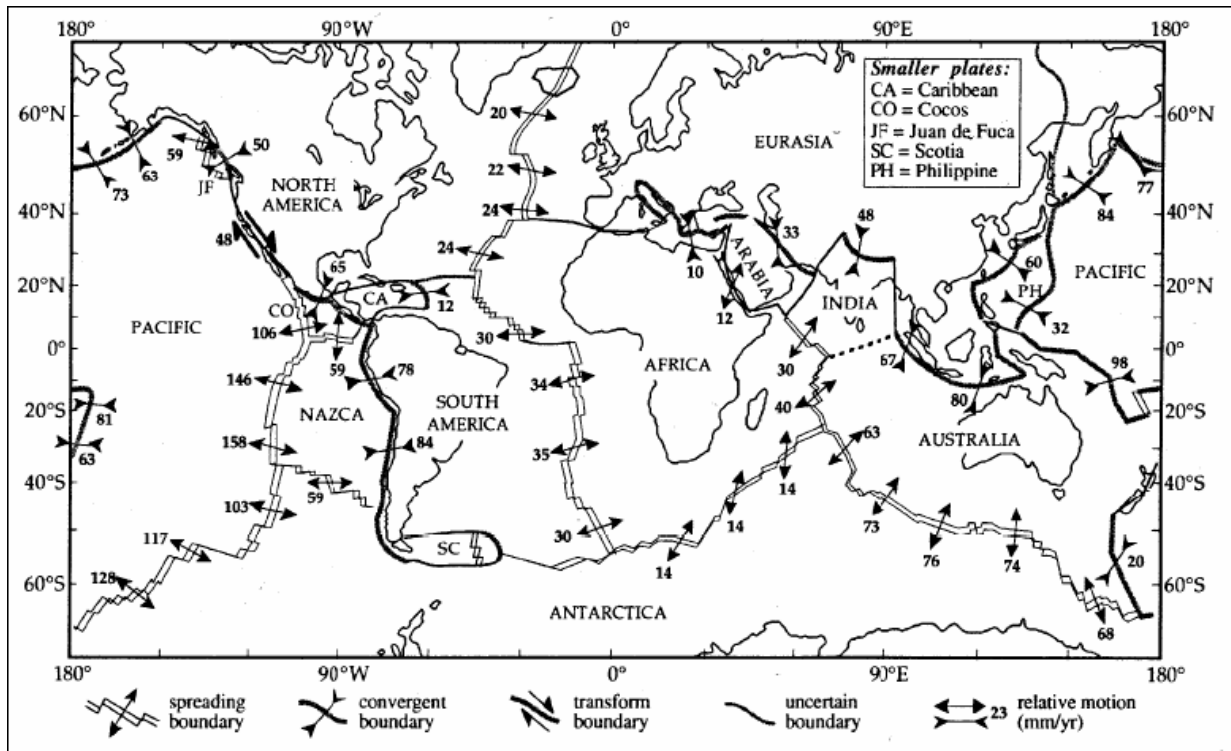 180° 90°W 0° 90°E 180°
Smaller plates:
CA = Caribbean
CO = Cocos
JF = Juan de Fuca
SC = Scotia
PH = Philippine
60°N 60°N
40°N 40°N
20°N 20°N
0° 0°
20°S 20°S
40°S 40°S
60°S 60°S
20
59
50
EURASIA
73
63
JF
NORTH
AMERICA
22
77
84
24
48
24
48
33
10
ARABIA
60
PACIFIC
65
CA
12
CO
PH
INDIA
12
32
PACIFIC
106
59
30
AFRICA
30
67
78
98
146
34
40
80
81
NAZCA
SOUTH
AMERICA
63
158
84
35
63
AUSTRALIA
59
14
103
14
73
117
SC
30
14
76
74
20
128
ANTARCTICA
68
180° 90°W 0° 90°E 180°
spreading
boundary
convergent
boundary
transform
boundary
uncertain
boundary
23 relative motion
(mm/yr)